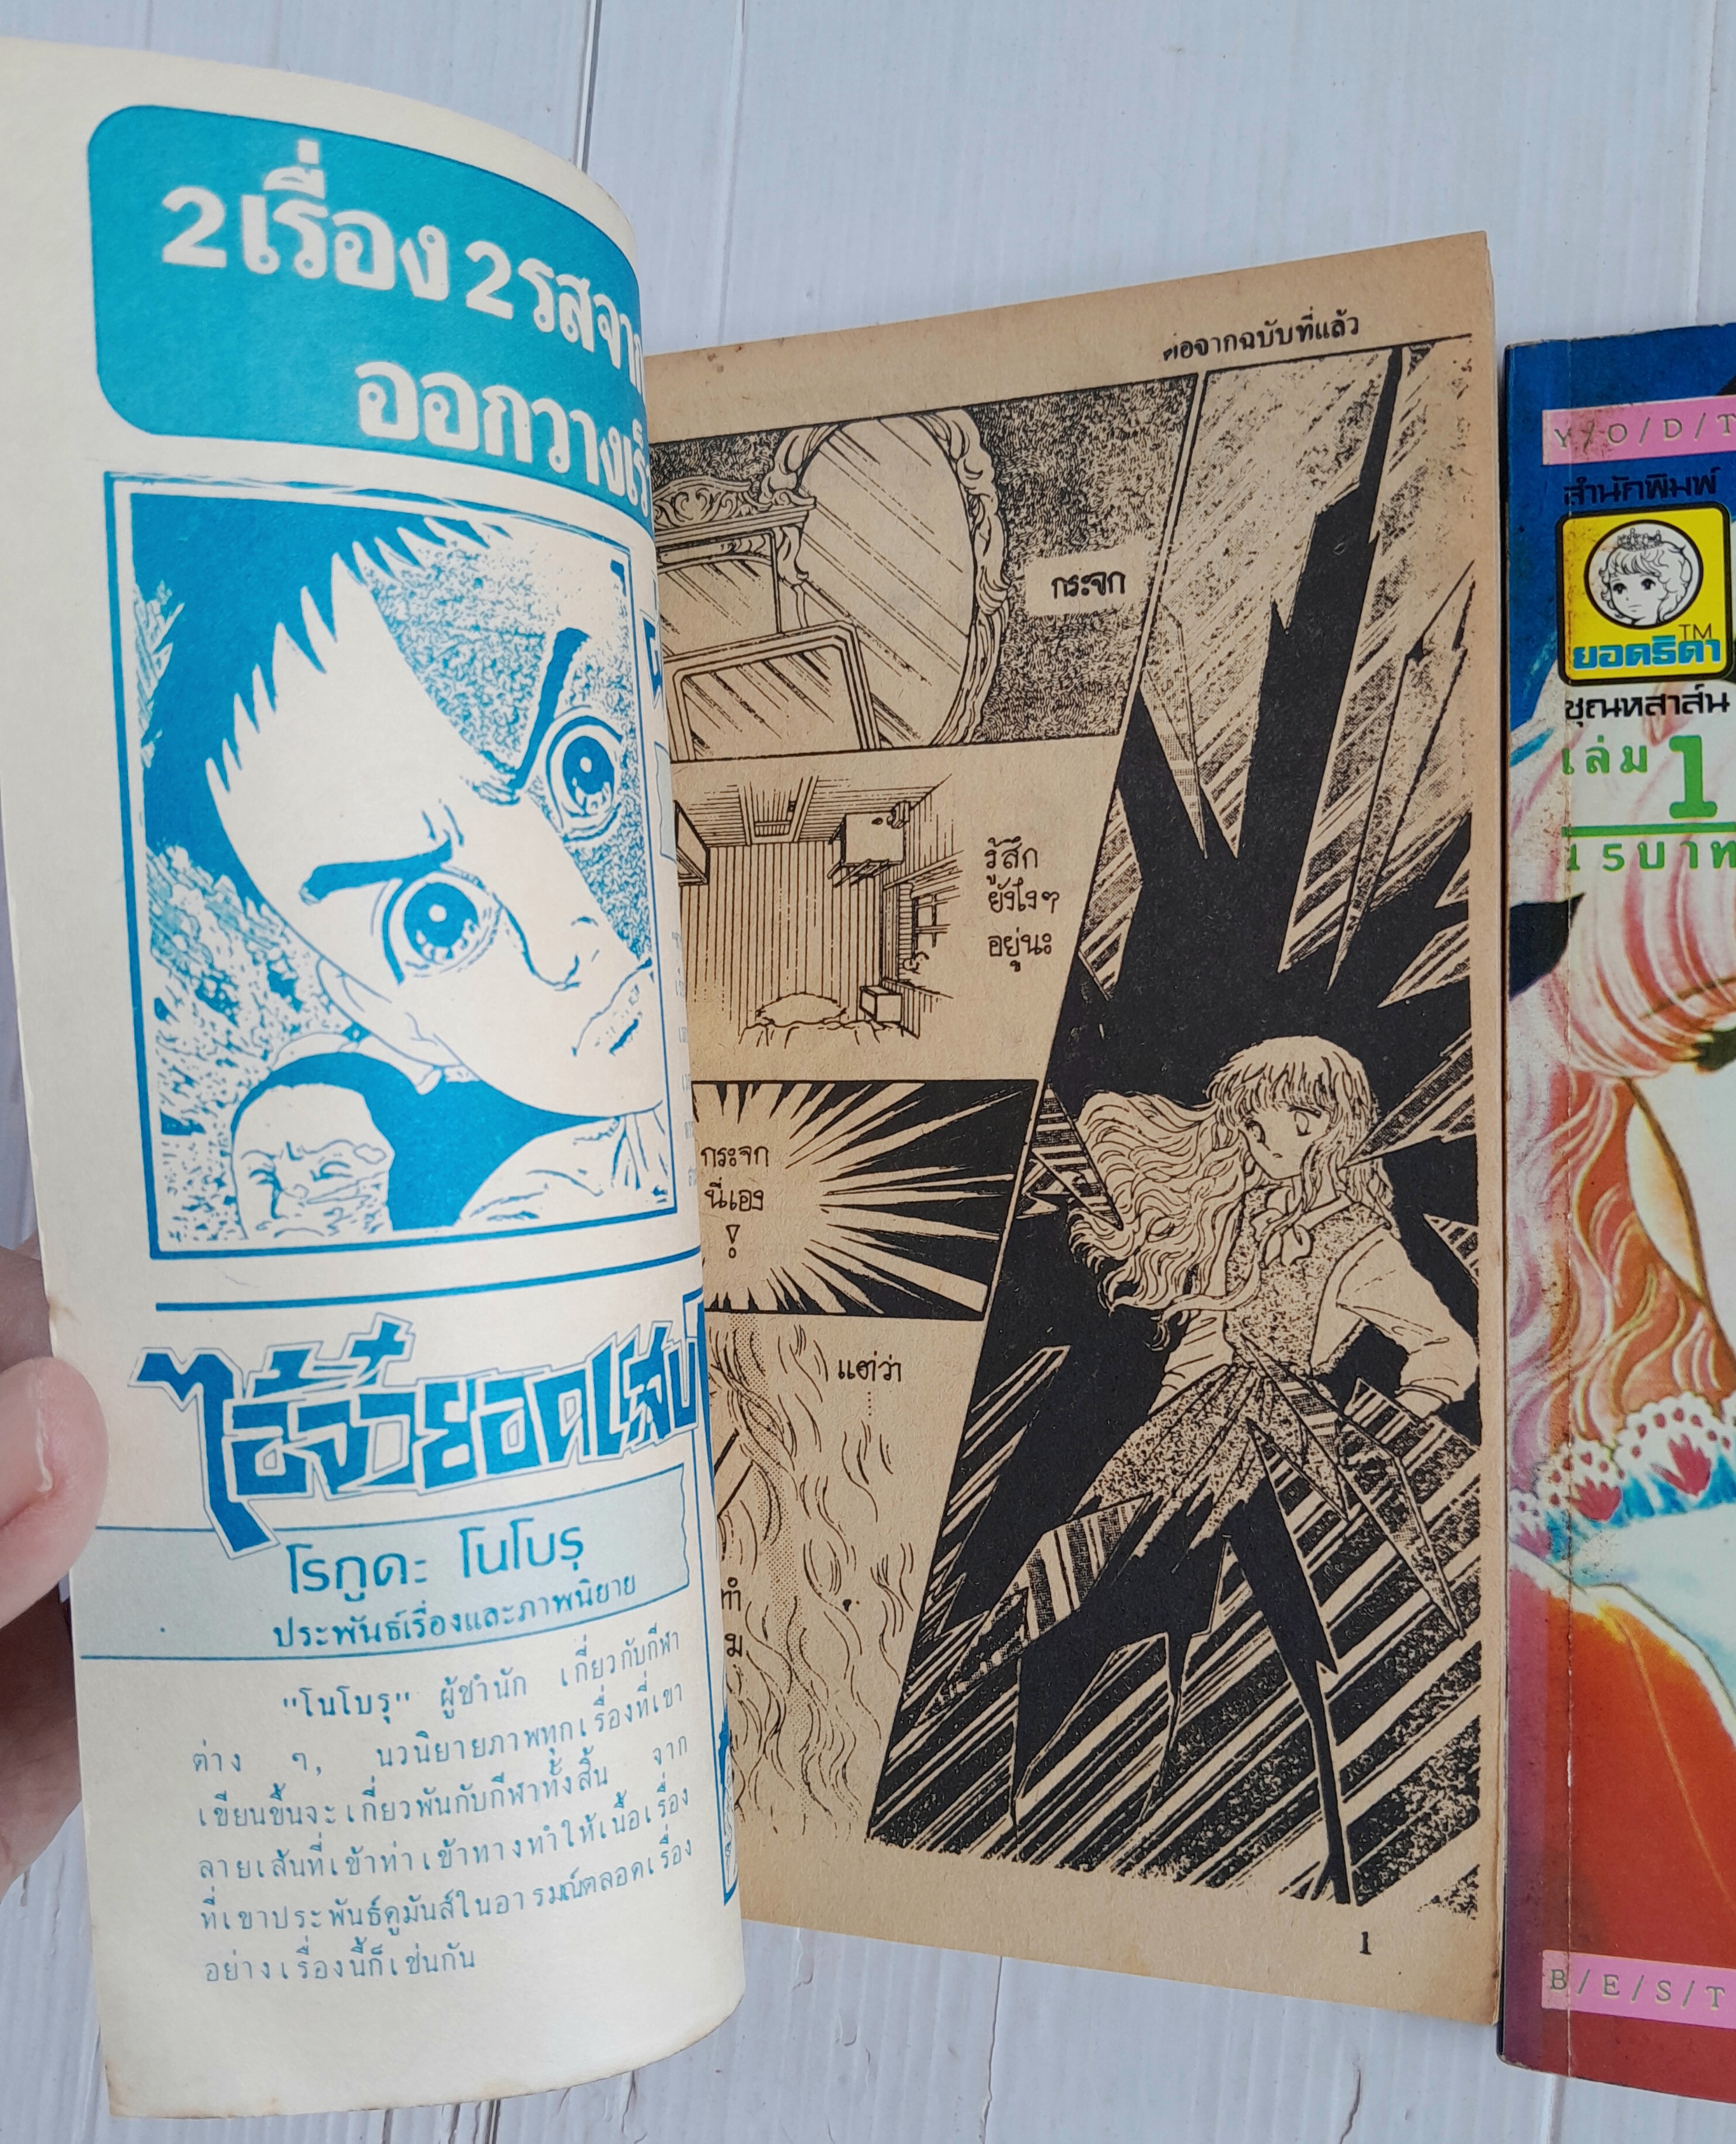 2 เรื่อง 2 รสจาก
ออกวาง
ไอ้จิ๋วยอดแสบ
โรกูดะ โนโบรุ
ประพันธ์เรื่องและภาพนิยาย
"โนโบรุ" ผู้ชำนัก เกี่ยวกับกีฬา
ต่าง ๆ, นวนิยายภาพทุกเรื่องที่เขา
เขียนขึ้นจะเกี่ยวพันกับกีฬาทั้งสิ้น จาก
ลายเส้นที่เข้าท่าเข้าทางทำให้เนื้อเรื่อง
ที่เขาประพันธ์ดูมันส์ในอารมณ์ตลอดเรื่อง
อย่างเรื่องนี้ก็เช่นกัน
ต่อจากฉบับที่แล้ว
กระจก
รู้สึก
ยังไงๆ
อยู่นะ
กระจก
นี่เอง
!
แต่ว่า
......
1
Y/O/D/T
สำนักพิมพ์
ยอดธิดา
TM
ชุณหสาส์น
เล่ม 1
15 บาท
B/E/S/T